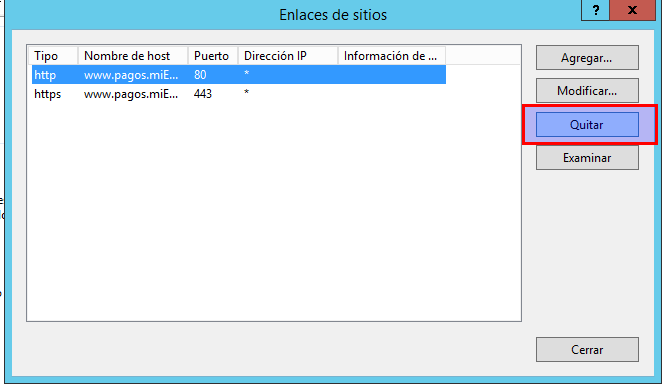 Enlaces de sitios
? x
Tipo Nombre de host Puerto Dirección IP Información de ...
http www.pagos.miE... 80 *
https www.pagos.miE... 443 *
Agregar...
Modificar...
Quitar
Examinar
Cerrar